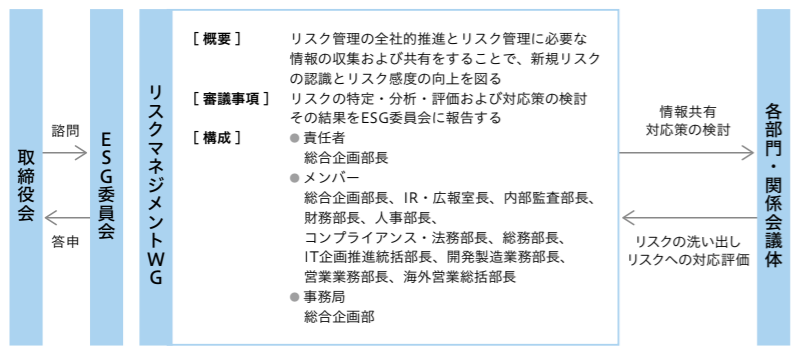 取締役会
諮問
答申
ESG委員会
リスクマネジメントWG
［ 概要 ］ リスク管理の全社的推進とリスク管理に必要な
情報の収集および共有をすることで、新規リスク
の認識とリスク感度の向上を図る
［ 審議事項 ］ リスクの特定・分析・評価および対応策の検討
その結果をESG委員会に報告する
［ 構成 ］ ● 責任者
総合企画部長
● メンバー
総合企画部長、IR・広報室長、内部監査部長、
財務部長、人事部長、
コンプライアンス・法務部長、総務部長、
IT企画推進統括部長、開発製造業務部長、
営業業務部長、海外営業総括部長
● 事務局
総合企画部
情報共有
対応策の検討
リスクの洗い出し
リスクへの対応評価
各部門・関係会議体